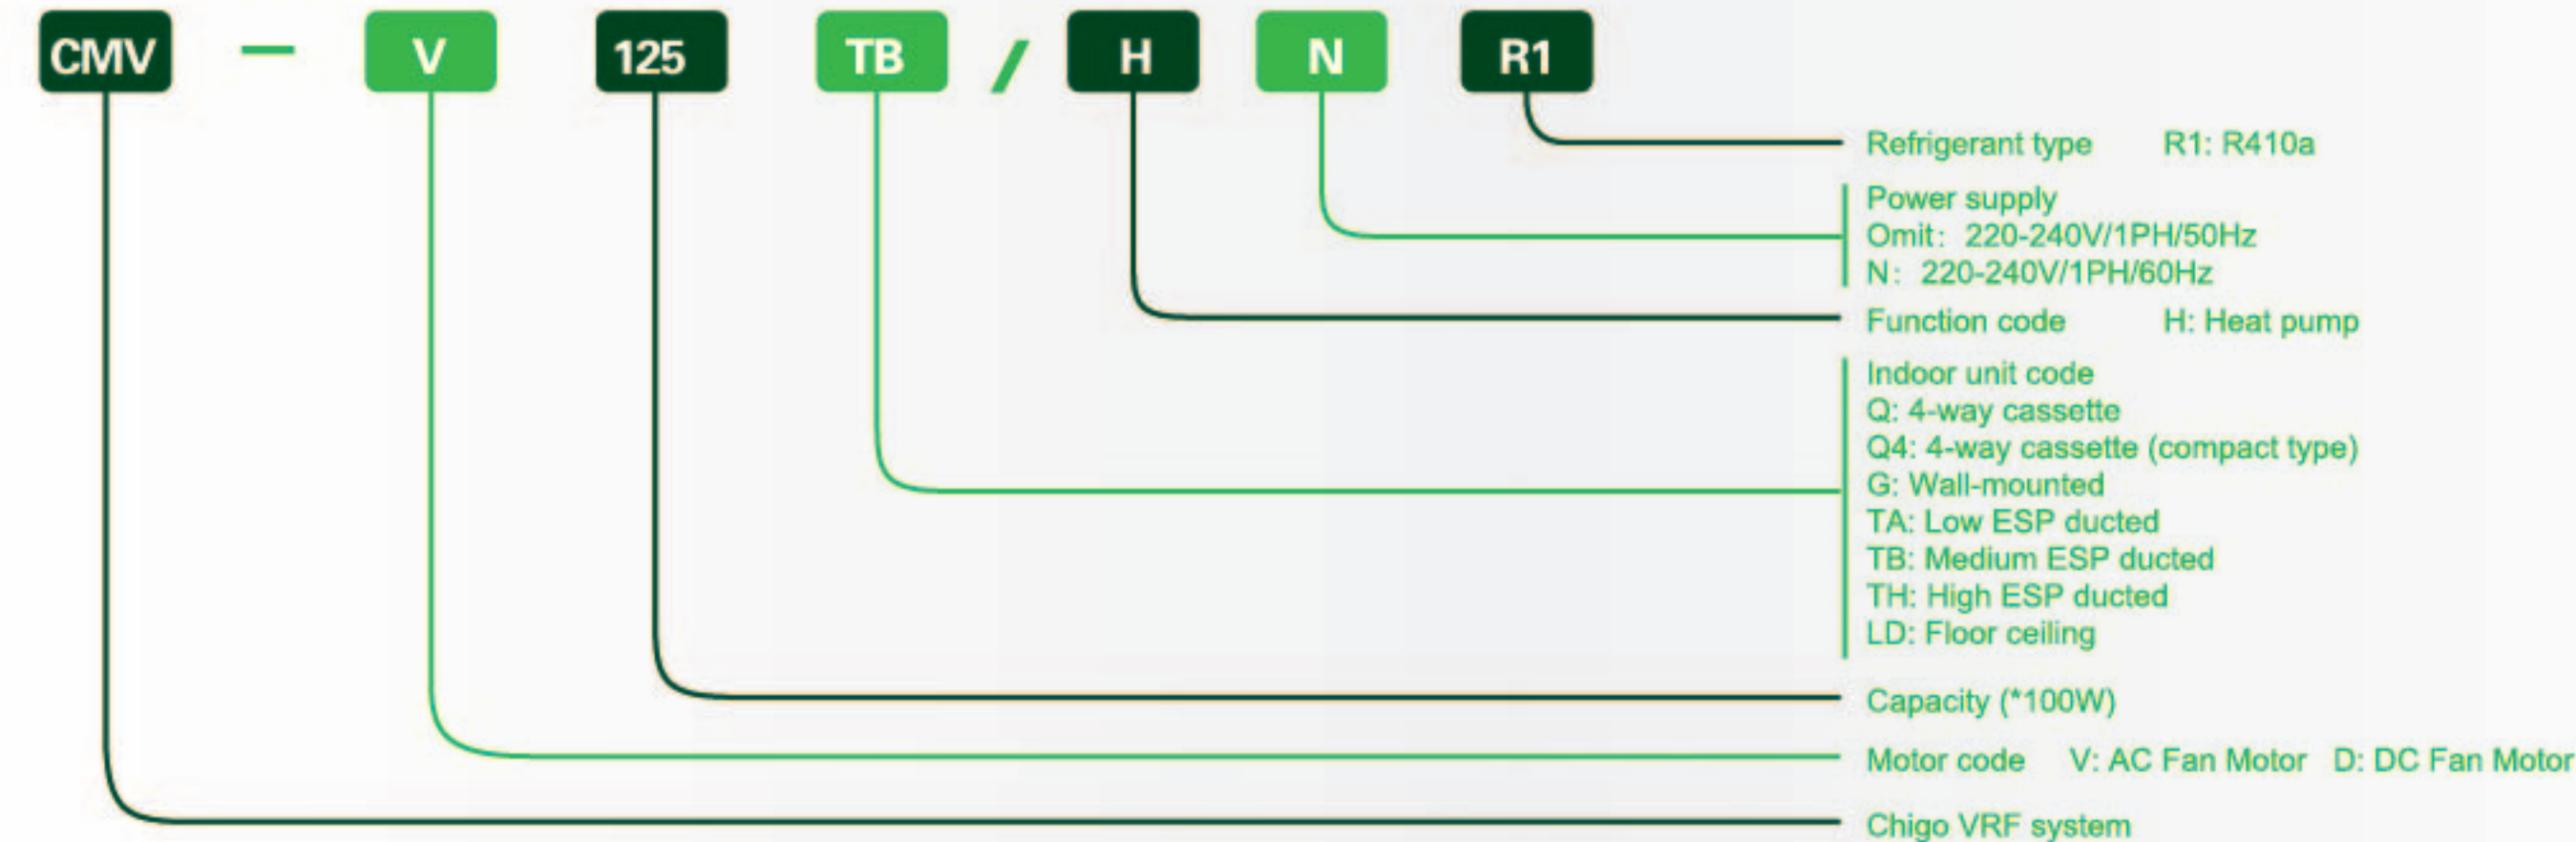 CMV - V 125 TB / H N R1
Refrigerant type R1: R410a
Power supply
Omit: 220-240V/1PH/50Hz
N: 220-240V/1PH/60Hz
Function code H: Heat pump
Indoor unit code
Q: 4-way cassette
Q4: 4-way cassette (compact type)
G: Wall-mounted
TA: Low ESP ducted
TB: Medium ESP ducted
TH: High ESP ducted
LD: Floor ceiling
Capacity (*100W)
Motor code V: AC Fan Motor D: DC Fan Motor
Chigo VRF system